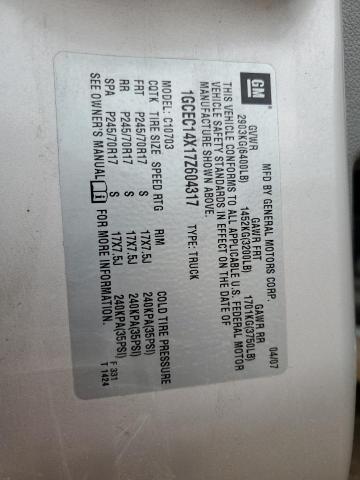 GM
MFD BY GENERAL MOTORS CORP. 04/07
GVWR GAWR FRT GAWR RR
2903KG(6400LB) 1452KG(3200LB) 1701KG(3750LB)
THIS VEHICLE CONFORMS TO ALL APPLICABLE U.S. FEDERAL MOTOR
VEHICLE SAFETY STANDARDS IN EFFECT ON THE DATE OF
MANUFACTURE SHOWN ABOVE.
1GCEC14X17Z604317 TYPE: TRUCK
MODEL: C10703
CQTK TIRE SIZE SPEED RTG RIM COLD TIRE PRESSURE
FRT P245/70R17 S 17X7.5J 240KPA(35PSI)
RR P245/70R17 S 17X7.5J 240KPA(35PSI)
SPA P245/70R17 S 17X7.5J 240KPA(35PSI)
SEE OWNER'S MANUAL i FOR MORE INFORMATION.
F 331
T 1424